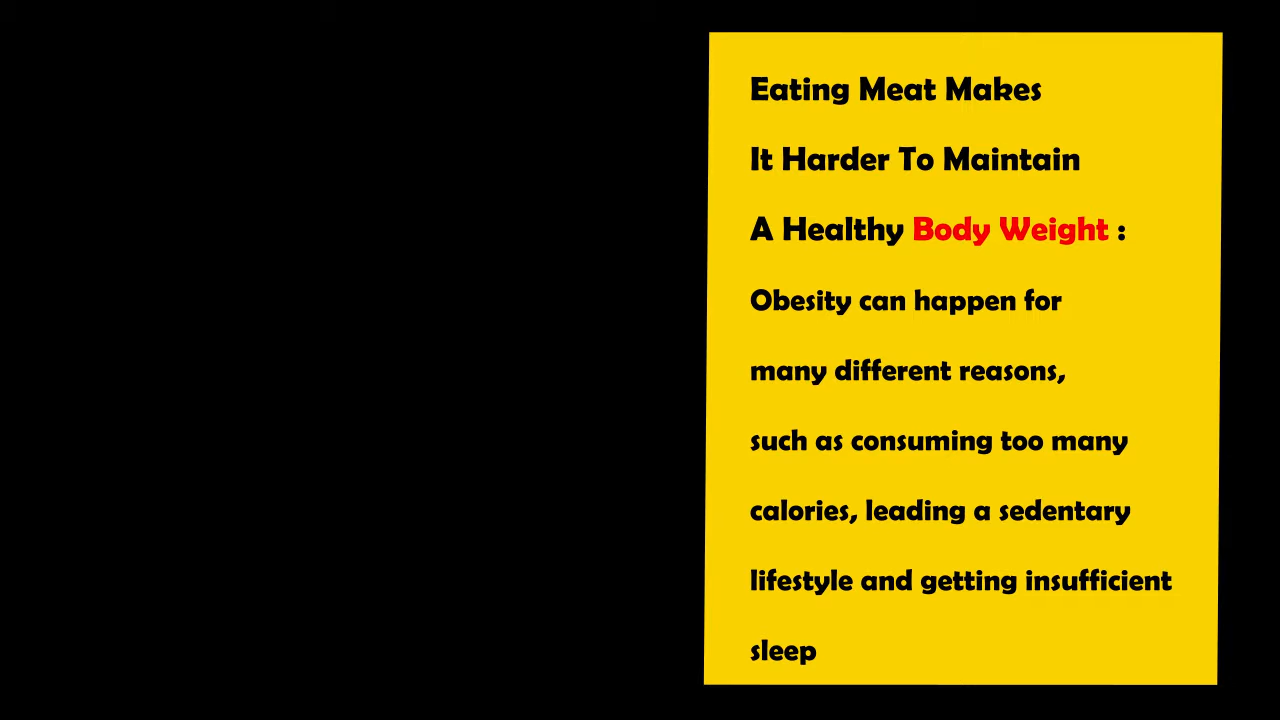 Eating Meat Makes
It Harder To Maintain
A Healthy Body Weight :
Obesity can happen for
many different reasons,
such as consuming too many
calories, leading a sedentary
lifestyle and getting insufficient
sleep